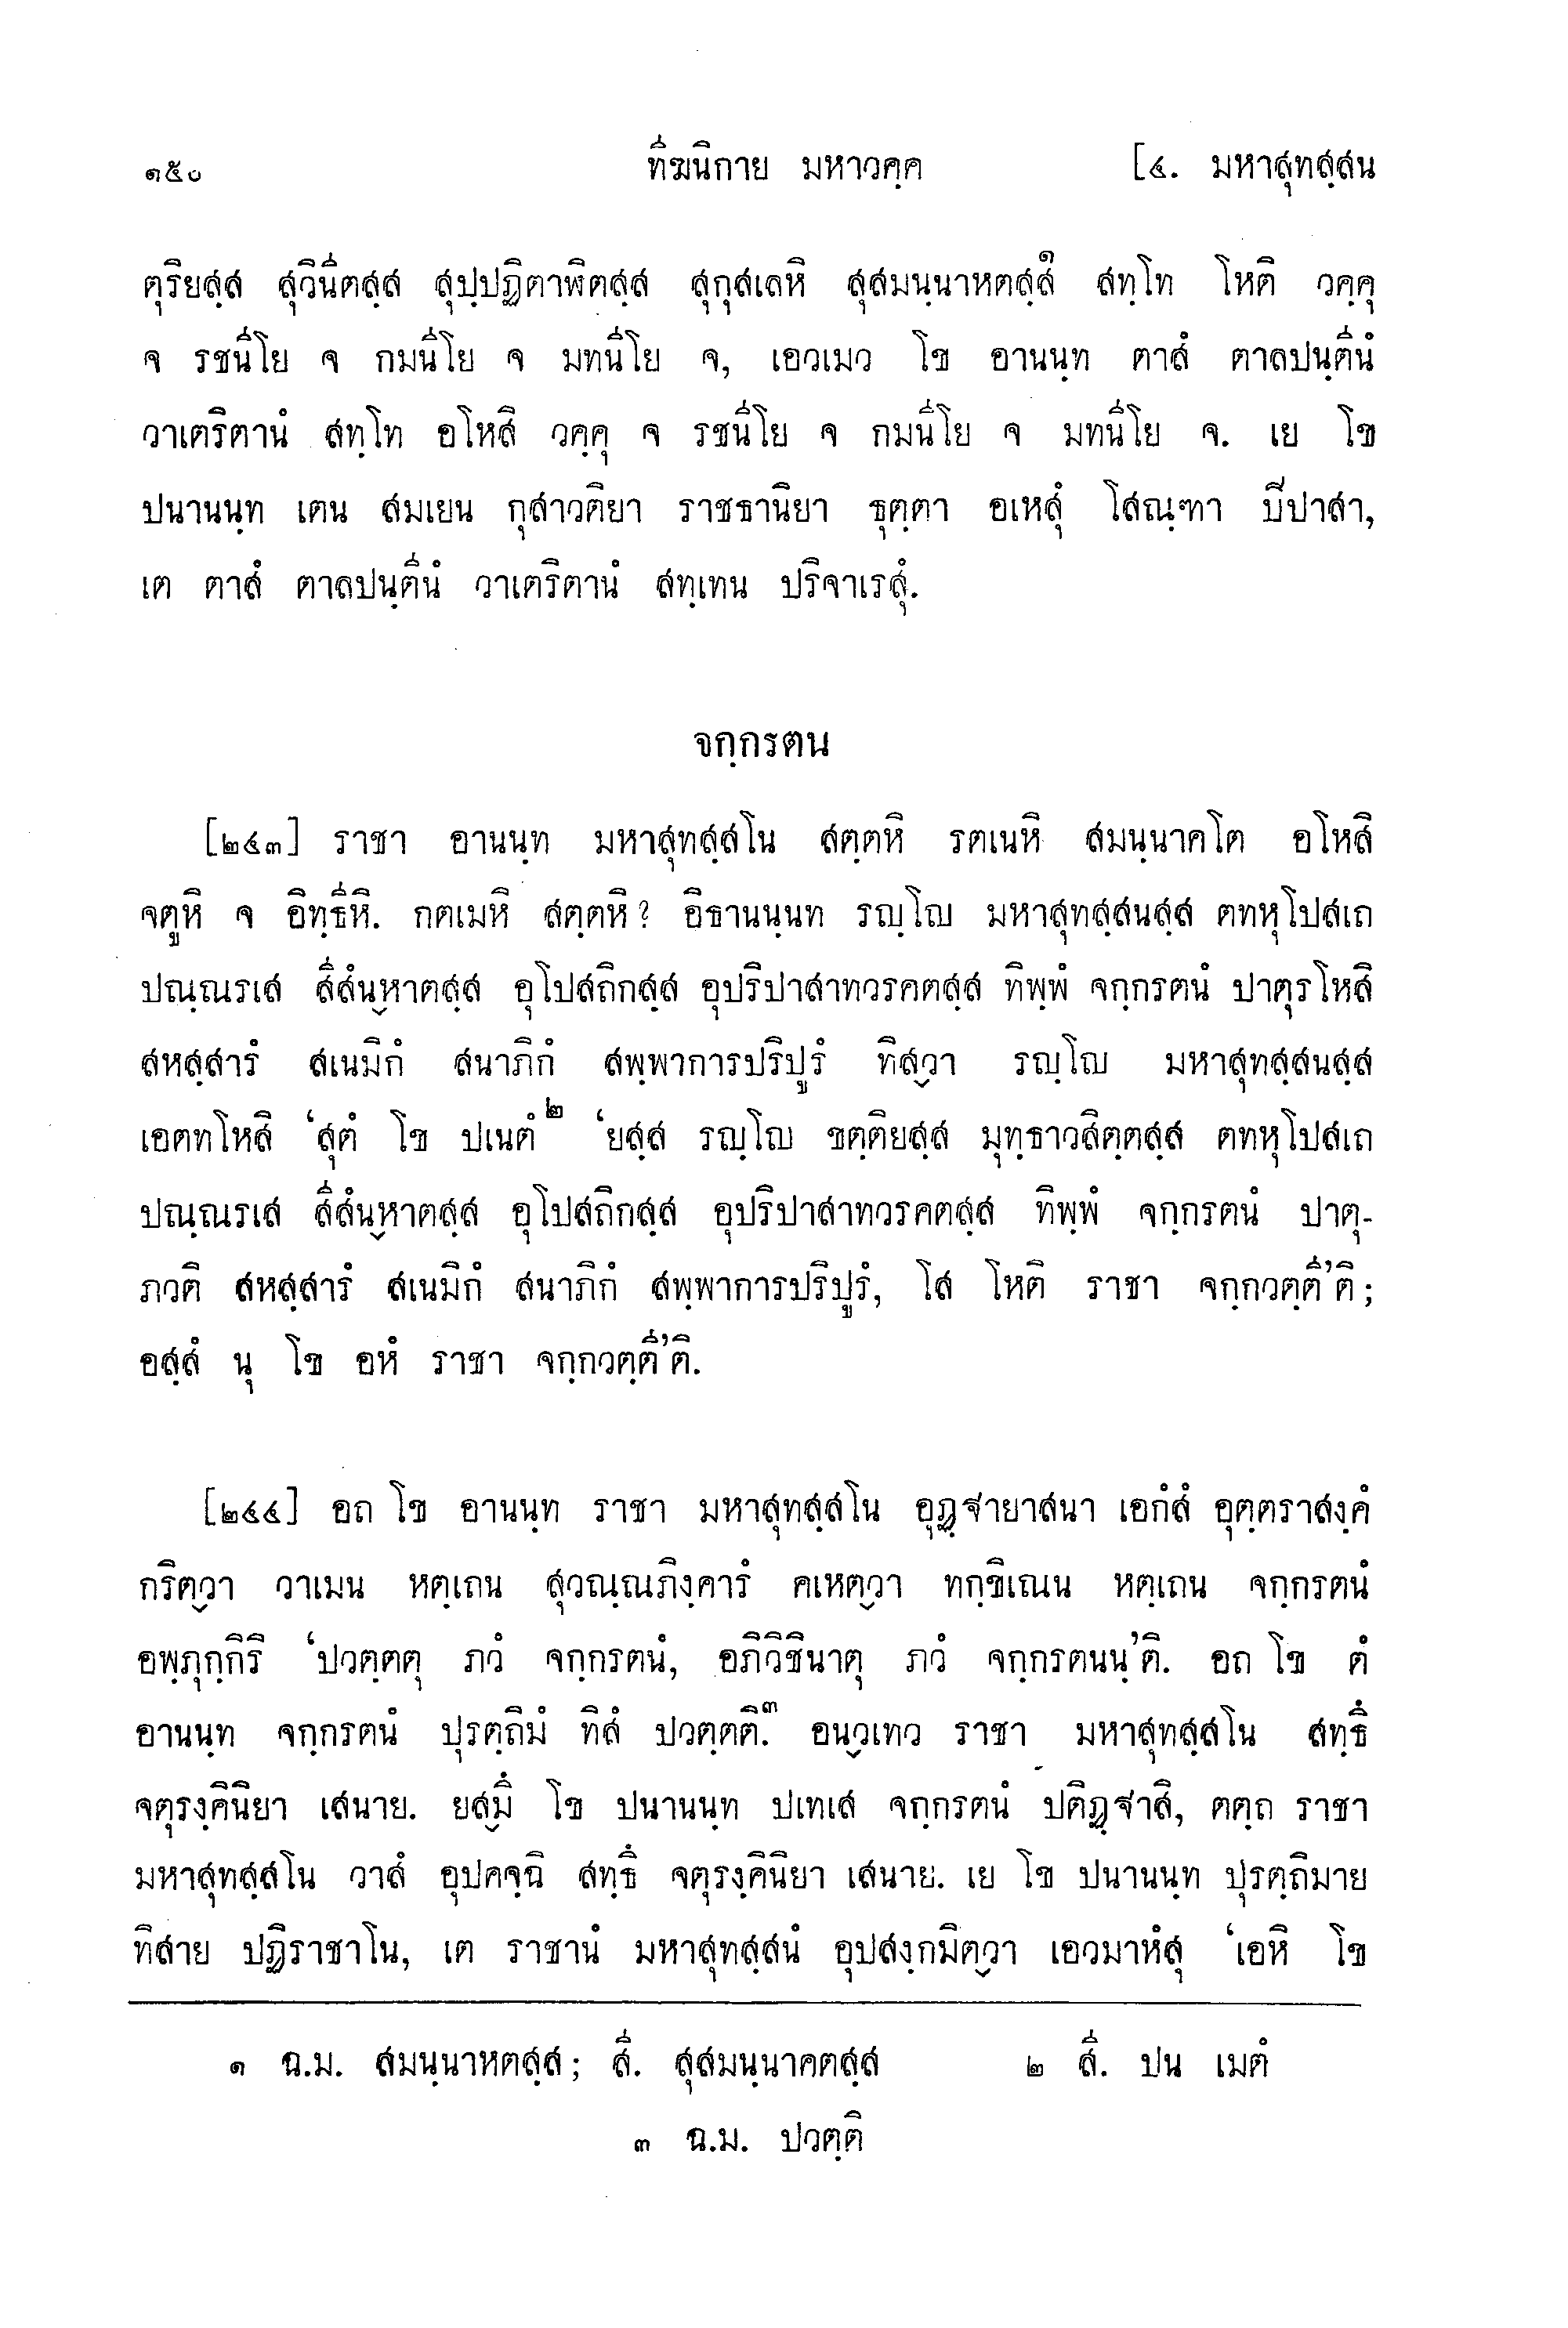 ๑๕๐ ทีฆนิกาย มหาวคฺค [๔. มหาสุทสฺสน
ตุริยสฺส สุวินีตสฺส สุปฺปฏิตาฬิตสฺส สุกุสเลหิ สุสมนฺนาหตสฺส๑ สทฺโท โหติ วคฺคุ
จ รชนีโย จ กมนีโย จ มทนีโย จ, เอวเมว โข อานนฺท ตาสํ ตาลปนฺตีนํ
วาเตริตานํ สทฺโท อโหสิ วคฺคุ จ รชนีโย จ กมนีโย จ มทนีโย จ. เย โข
ปนานนฺท เตน สมเยน กุสาวติยา ราชธานิยา ธุตฺตา อเหสุํ โสณฺฑา ปีปาสา,
เต ตาสํ ตาลปนฺตีนํ วาเตริตานํ สทฺเทน ปริจาเรสุํ.
จกฺกรตน
[๒๔๓] ราชา อานนฺท มหาสุทสฺสโน สตฺตหิ รตเนหิ สมนฺนาคโต อโหสิ
จตูหิ จ อิทฺธีหิ. กตเมหิ สตฺตหิ? อิธานนฺนท รญฺโญ มหาสุทสฺสนสฺส ตทหุโปสเถ
ปณฺณรเส สีสํนฺหาตสฺส อุโปสถิกสฺส อุปริปาสาทวรคตสฺส ทิพฺพํ จกฺกรตนํ ปาตุรโหสิ
สหสฺสารํ สเนมิกํ สนาภิกํ สพฺพาการปริปูรํ ทิสฺวา รญฺโญ มหาสุทสฺสนสฺส
เอตทโหสิ ‘สุตํ โข ปเนตํ๒ ‘ยสฺส รญฺโญ ขตฺติยสฺส มุทฺธาวสิตฺตสฺส ตทหุโปสเถ
ปณฺณรเส สีสํนฺหาตสฺส อุโปสถิกสฺส อุปริปาสาทวรคตสฺส ทิพฺพํ จกฺกรตนํ ปาตุ-
ภวติ สหสฺสารํ สเนมิกํ สนาภิกํ สพฺพาการปริปูรํ, โส โหติ ราชา จกฺกวตฺตี’ติ;
อสฺสํ นุ โข อหํ ราชา จกฺกวตฺตี’ติ.
[๒๔๔] อถ โข อานนฺท ราชา มหาสุทสฺสโน อุฏฺฐายาสนา เอกํสํ อุตฺตราสงฺคํ
กริตฺวา วาเมน หตฺเถน สุวณฺณภิงฺคารํ คเหตฺวา ทกฺขิเณน หตฺเถน จกฺกรตนํ
อพฺภุกฺกิริ ‘ปวตฺตตุ ภวํ จกฺกรตนํ, อภิวิชินาตุ ภวํ จกฺกรตนนฺ’ติ. อถ โข ตํ
อานนฺท จกฺกรตนํ ปุรตฺถิมํ ทิสํ ปวตฺตติ.๓ อนฺวเทว ราชา มหาสุทสฺสโน สทฺธึ
จตุรงฺคินิยา เสนาย. ยสฺมึ โข ปนานนฺท ปเทเส จกฺกรตนํ ปติฏฺฐาสิ, ตตฺถ ราชา
มหาสุทสฺสโน วาสํ อุปคจฺฉิ สทฺธึ จตุรงฺคินิยา เสนาย. เย โข ปนานนฺท ปุรตฺถิมาย
ทิสาย ปฏิราชาโน, เต ราชานํ มหาสุทสฺสนํ อุปสงฺกมิตฺวา เอวมาหํสุ ‘เอหิ โข
๑ ฉ.ม. สมนฺนาหตสฺส; สี. สุสมนฺนาคตสฺส ๒ สี. ปน เมตํ
๓ ฉ.ม. ปวตฺติ